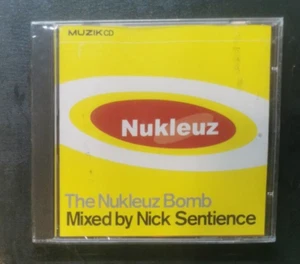 MUZIK CD
Nukleuz
The Nukleuz Bomb
Mixed by Nick Sentience